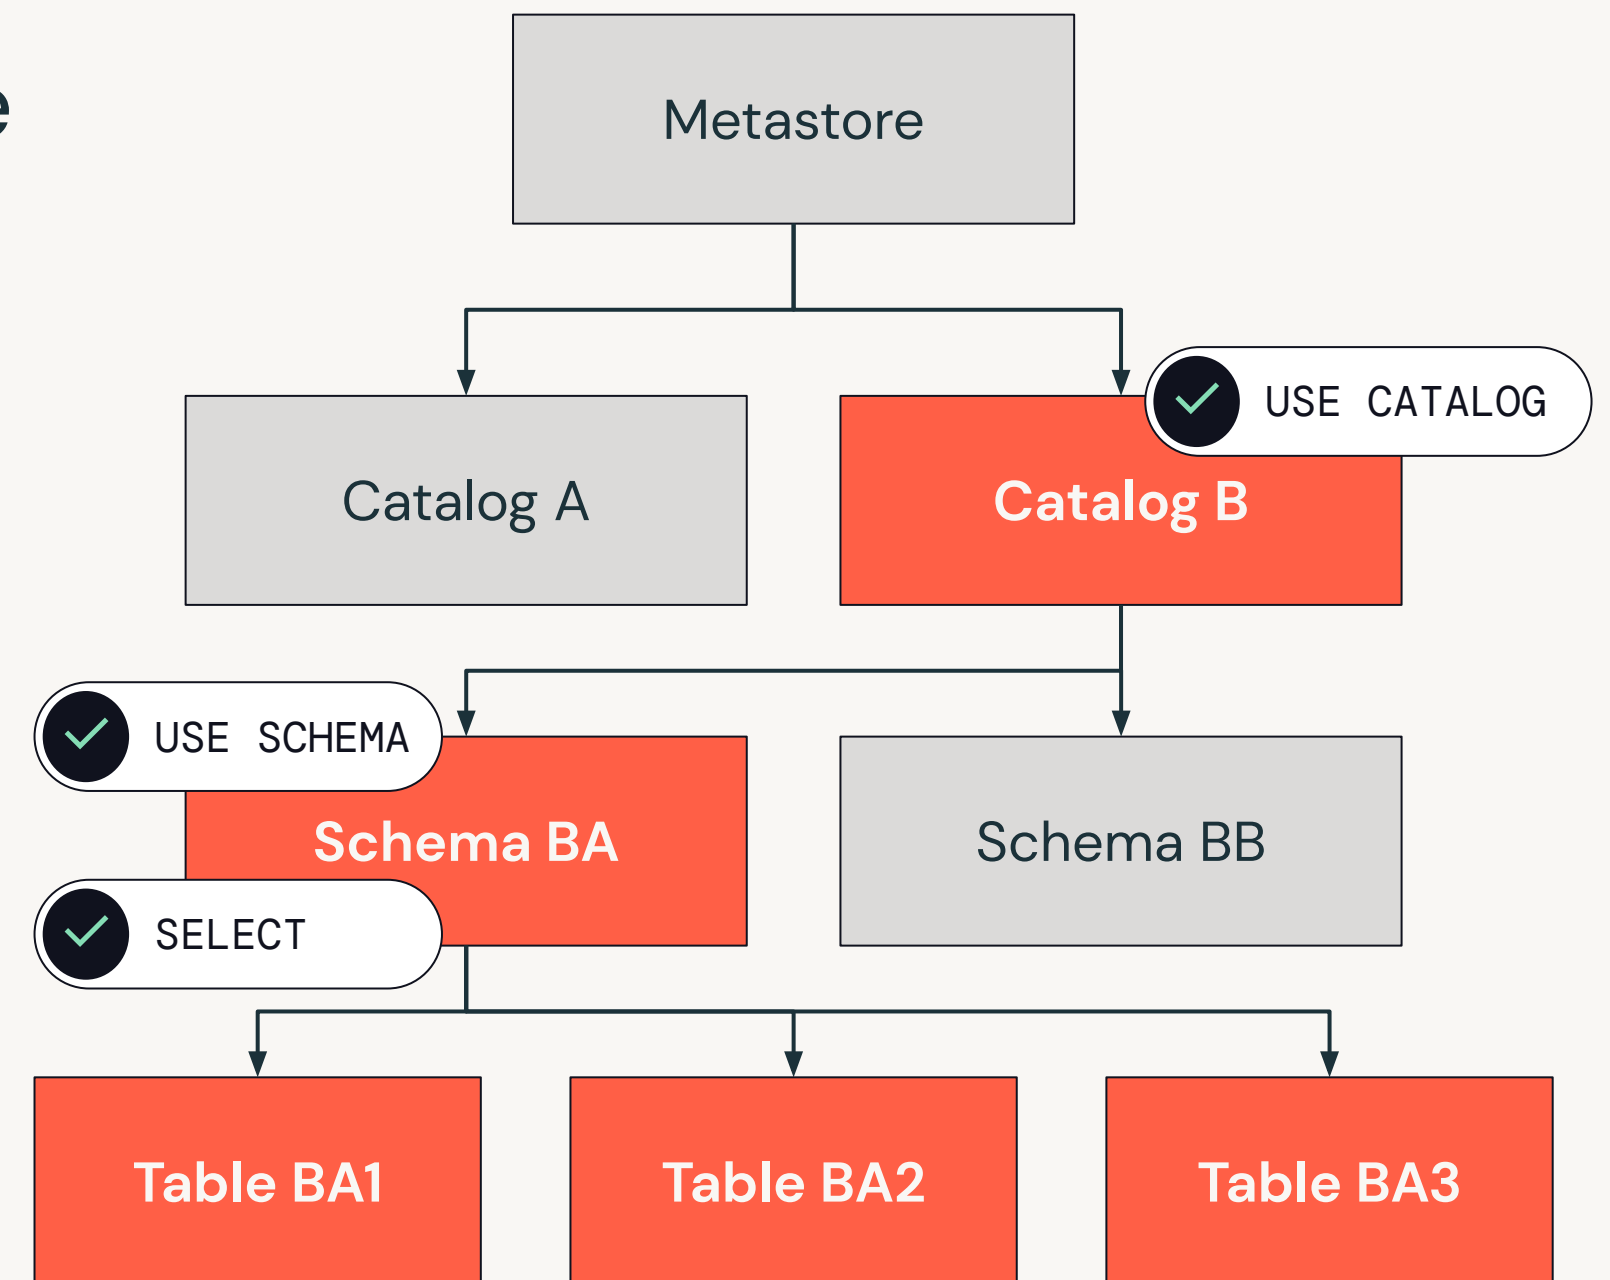 e
Metastore
USE CATALOG
Catalog A
Catalog B
USE SCHEMA
Schema BA
Schema BB
SELECT
Table BA1
Table BA2
Table BA3